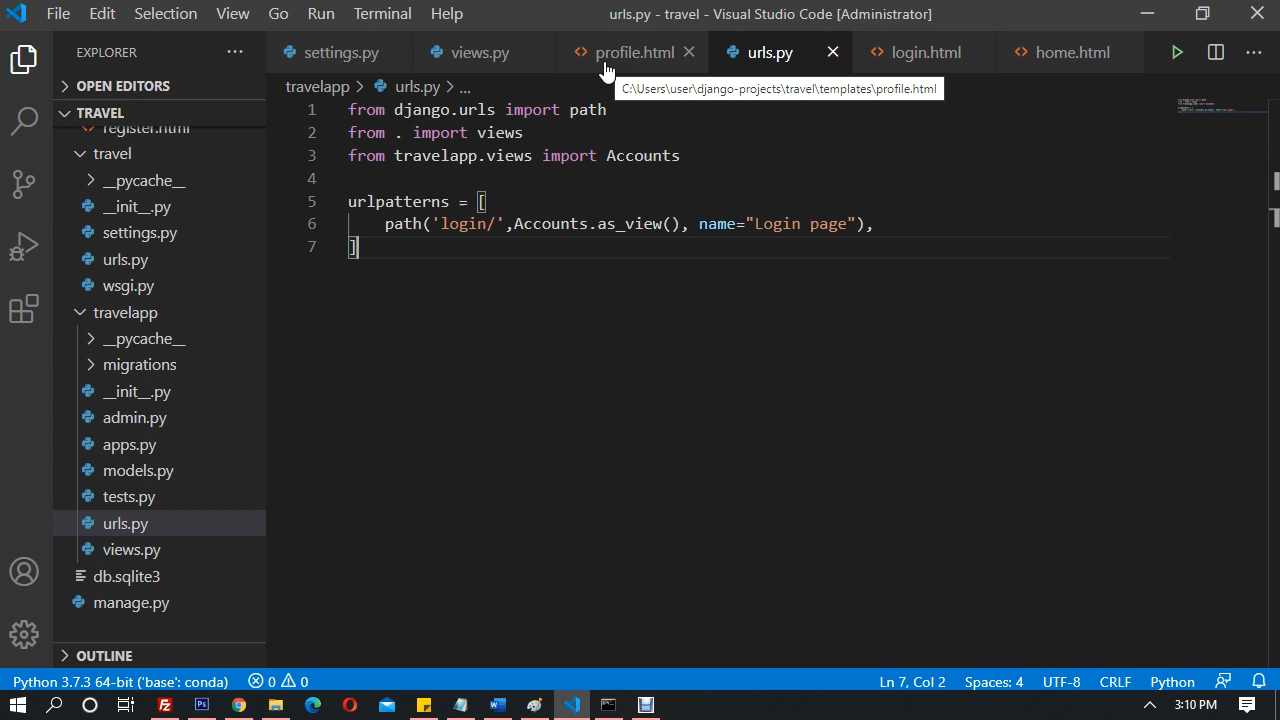 File Edit Selection View Go Run Terminal Help
urls.py - travel - Visual Studio Code [Administrator]
EXPLORER
settings.py
views.py
profile.html
urls.py
login.html
home.html
OPEN EDITORS
TRAVEL
register.html
travel
__pycache__
__init__.py
settings.py
urls.py
wsgi.py
travelapp
__pycache__
migrations
__init__.py
admin.py
apps.py
models.py
tests.py
urls.py
views.py
db.sqlite3
manage.py
OUTLINE
travelapp > urls.py > ...
C:\Users\user\django-projects\travel\templates\profile.html
1 from django.urls import path
2 from . import views
3 from travelapp.views import Accounts
4
5 urlpatterns = [
6 path('login/',Accounts.as_view(), name="Login page"),
7 ]
Python 3.7.3 64-bit ('base': conda) 0 0
Ln 7, Col 2 Spaces: 4 UTF-8 CRLF Python
3:10 PM